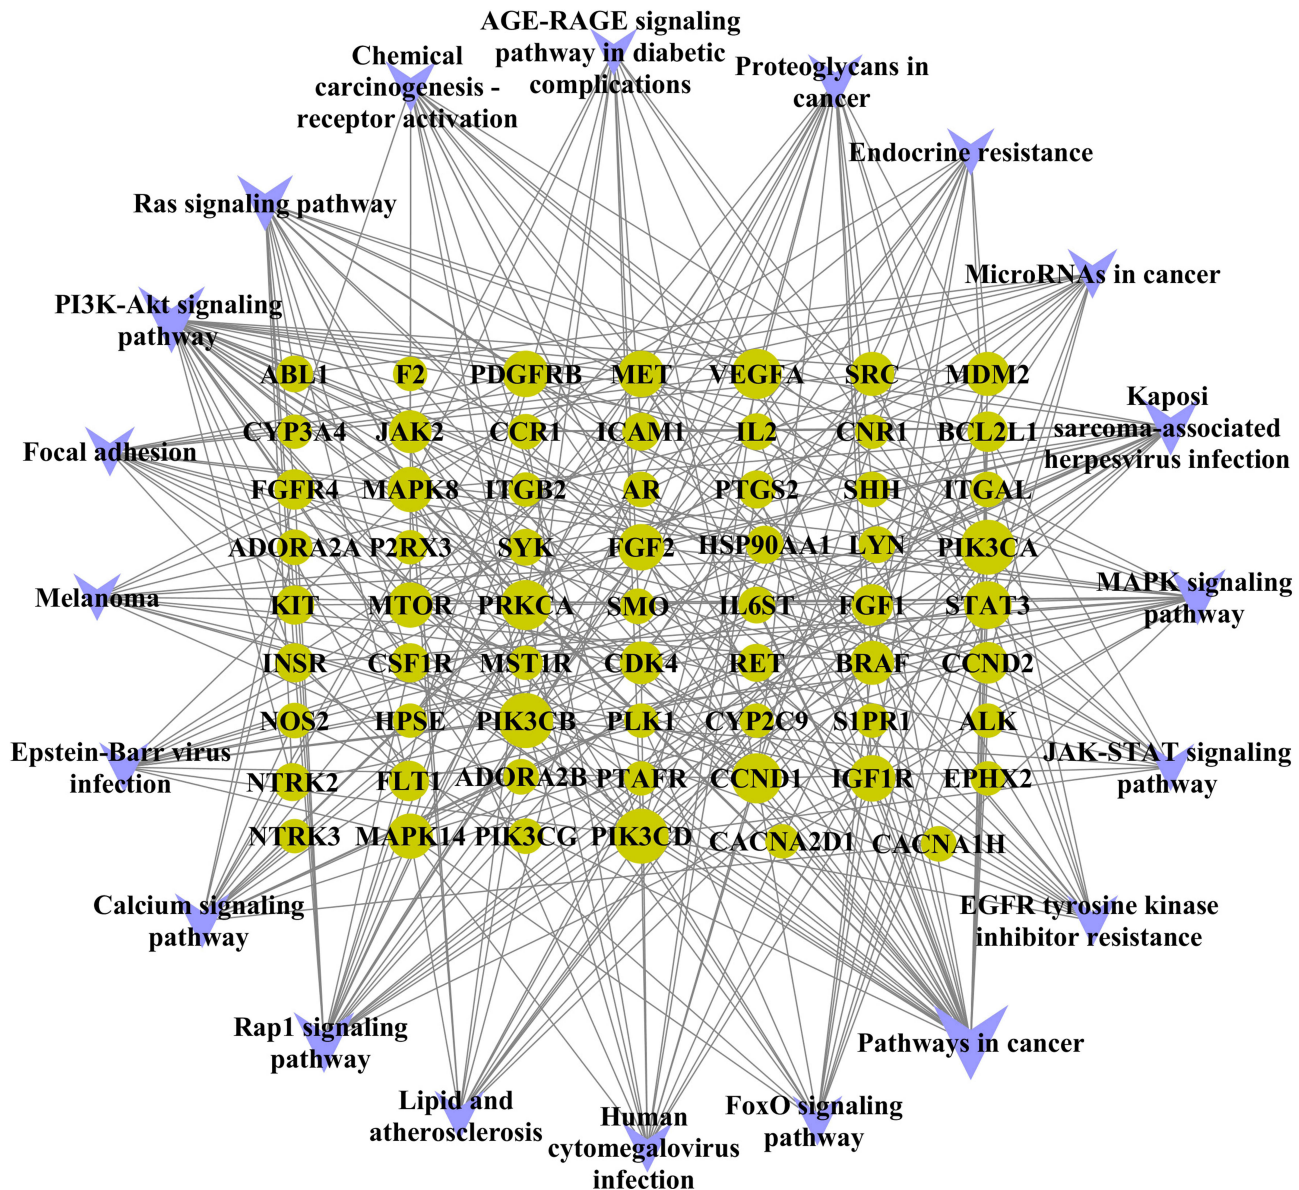 AGE-RAGE signaling
pathway in diabetic
complications
Chemical
carcinogenesis -
receptor activation
Proteoglycans in
cancer
Endocrine resistance
Ras signaling pathway
MicroRNAs in cancer
PI3K-Akt signaling
pathway
Kaposi
sarcoma-associated
herpesvirus infection
Focal adhesion
MAPK signaling
pathway
Melanoma
JAK-STAT signaling
pathway
Epstein-Barr virus
infection
EGFR tyrosine kinase
inhibitor resistance
Calcium signaling
pathway
Pathways in cancer
Rap1 signaling
pathway
Lipid and
atherosclerosis
Human
cytomegalovirus
infection
FoxO signaling
pathway
ABL1 F2 PDGFRB MET VEGFA SRC MDM2
CYP3A4 JAK2 CCR1 ICAM1 IL2 CNR1 BCL2L1
FGFR4 MAPK8 ITGB2 AR PTGS2 SHH ITGAL
ADORA2A P2RX3 SYK FGF2 HSP90AA1 LYN PIK3CA
KIT MTOR PRKCA SMO IL6ST FGF1 STAT3
INSR CSF1R MST1R CDK4 RET BRAF CCND2
NOS2 HPSE PIK3CB PLK1 CYP2C9 S1PR1 ALK
NTRK2 FLT1 ADORA2B PTAFR CCND1 IGF1R EPHX2
NTRK3 MAPK14 PIK3CG PIK3CD CACNA2D1 CACNA1H